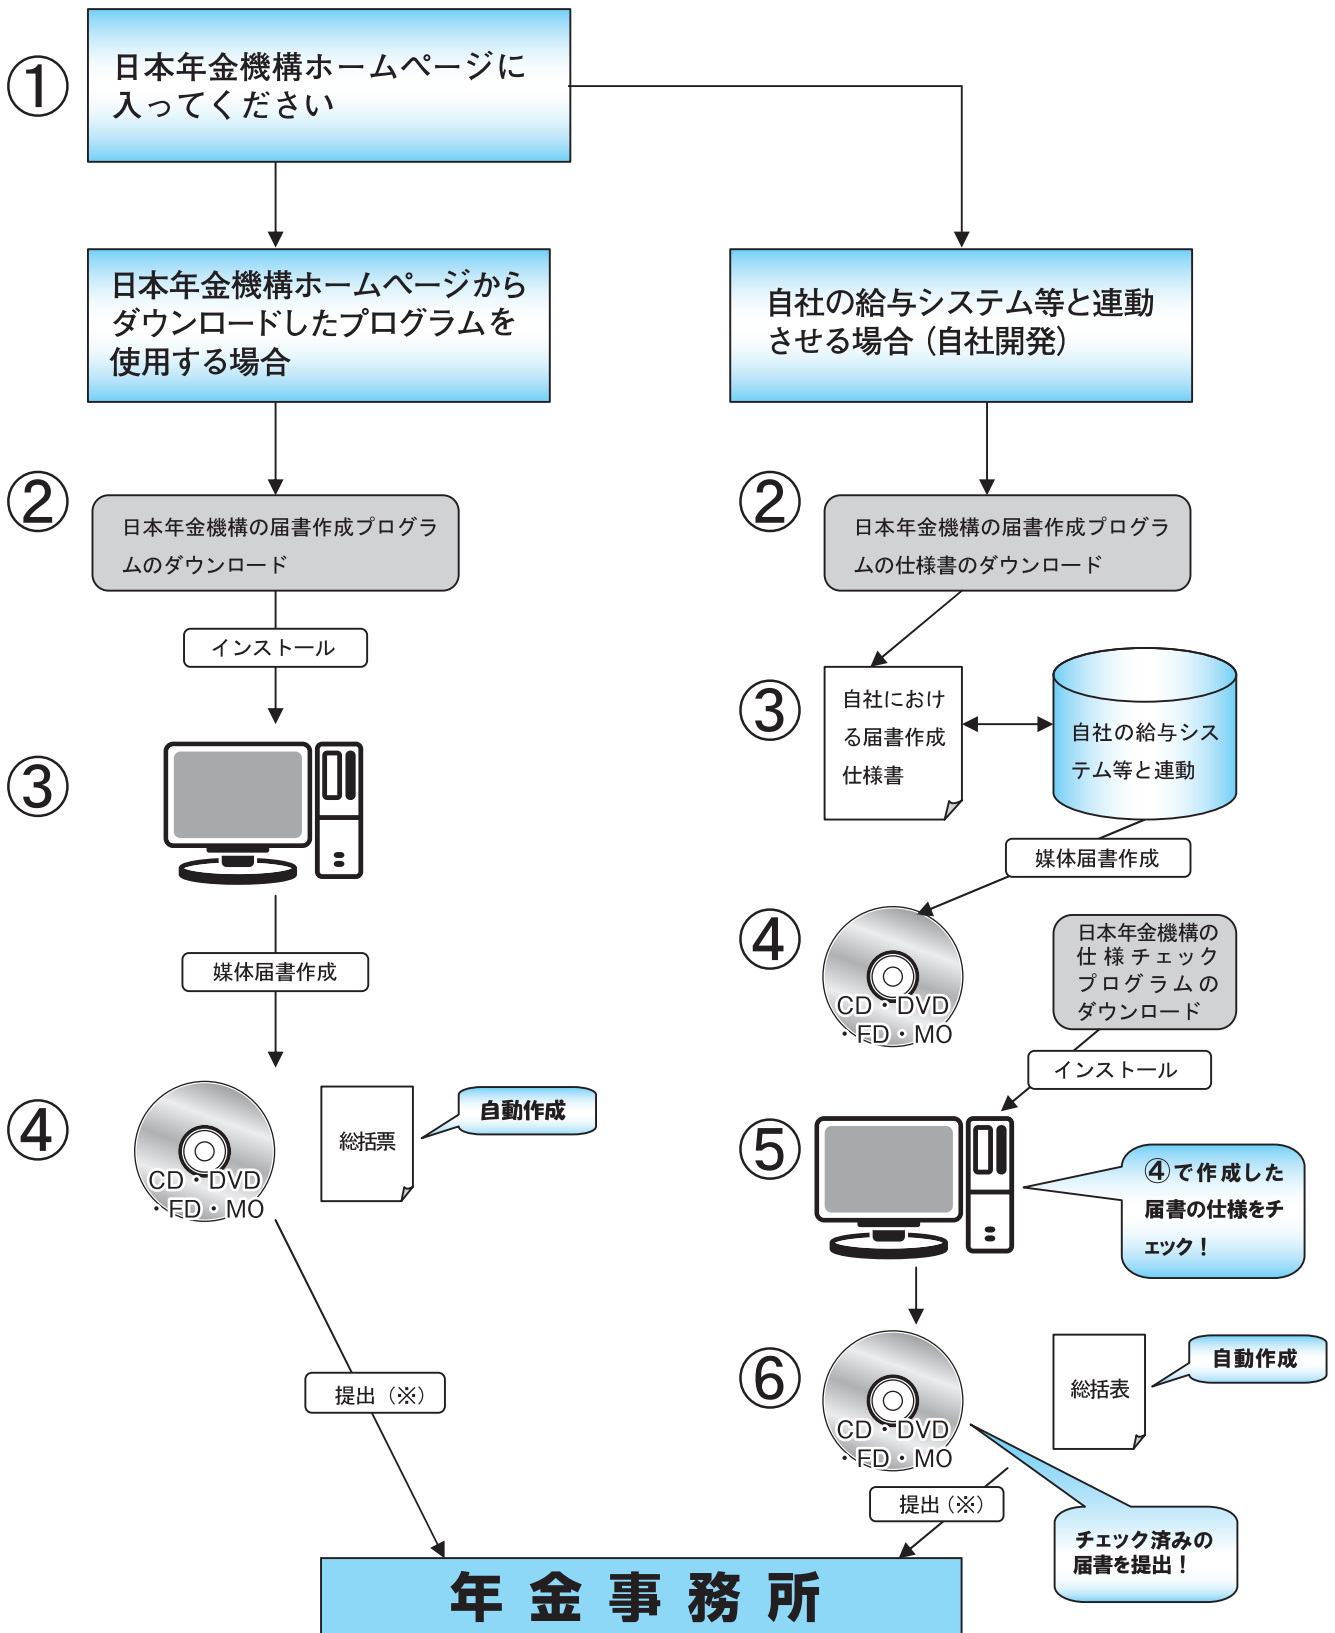 ①
日本年金機構ホームページに
入ってください
日本年金機構ホームページから
ダウンロードしたプログラムを
使用する場合
②
日本年金機構の届書作成プログラ
ムのダウンロード
インストール
③
媒体届書作成
④
CD・DVD
・FD・MO
総括票
自動作成
提出（※）
自社の給与システム等と連動
させる場合（自社開発）
②
日本年金機構の届書作成プログラ
ムの仕様書のダウンロード
③
自社におけ
る届書作成
仕様書
自社の給与シス
テム等と連動
媒体届書作成
④
CD・DVD
・FD・MO
日本年金機構の
仕様チェック
プログラムの
ダウンロード
インストール
⑤
④で作成した
届書の仕様をチ
ェック！
⑥
CD・DVD
・FD・MO
総括表
自動作成
提出（※）
チェック済みの
届書を提出！
年金事務所